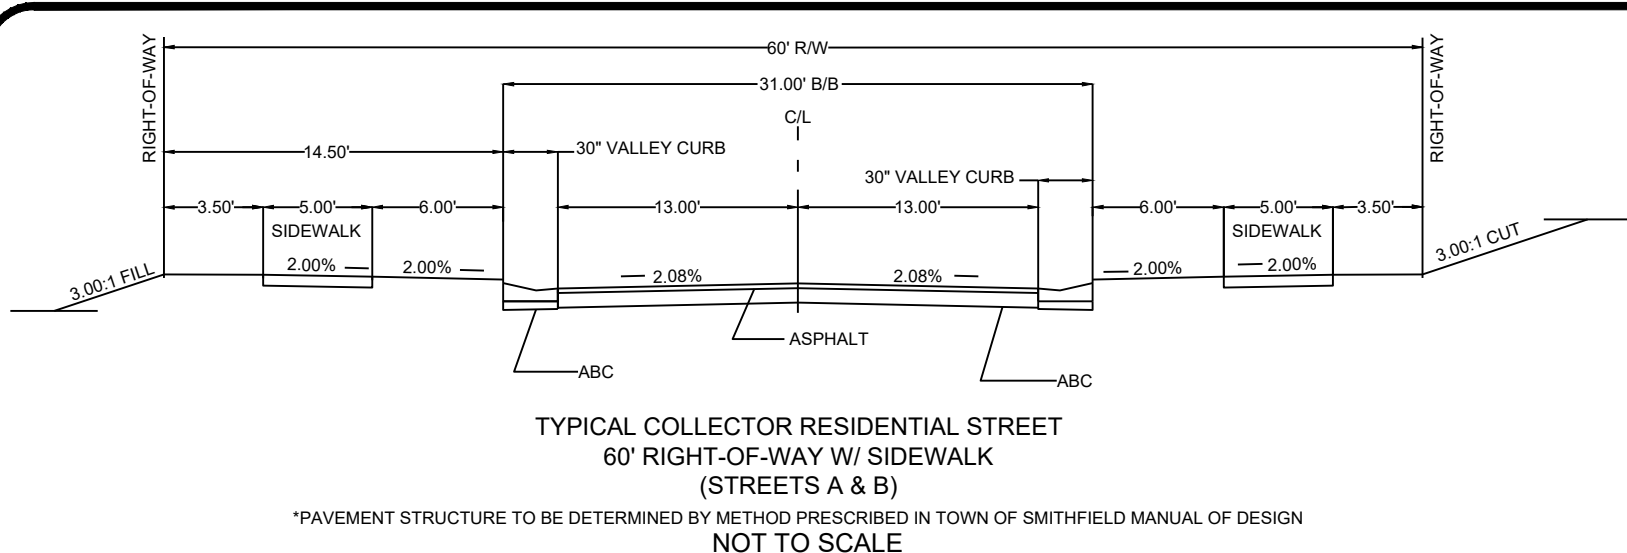 60' R/W
RIGHT-OF-WAY
RIGHT-OF-WAY
31.00' B/B
C/L
14.50'
30" VALLEY CURB
30" VALLEY CURB
3.50'
5.00'
6.00'
13.00'
13.00'
6.00'
5.00'
3.50'
SIDEWALK
SIDEWALK
3.00:1 FILL
2.00%
2.00%
2.08%
2.08%
2.00%
2.00%
3.00:1 CUT
ASPHALT
ABC
ABC
TYPICAL COLLECTOR RESIDENTIAL STREET
60' RIGHT-OF-WAY W/ SIDEWALK
(STREETS A & B)
*PAVEMENT STRUCTURE TO BE DETERMINED BY METHOD PRESCRIBED IN TOWN OF SMITHFIELD MANUAL OF DESIGN
NOT TO SCALE